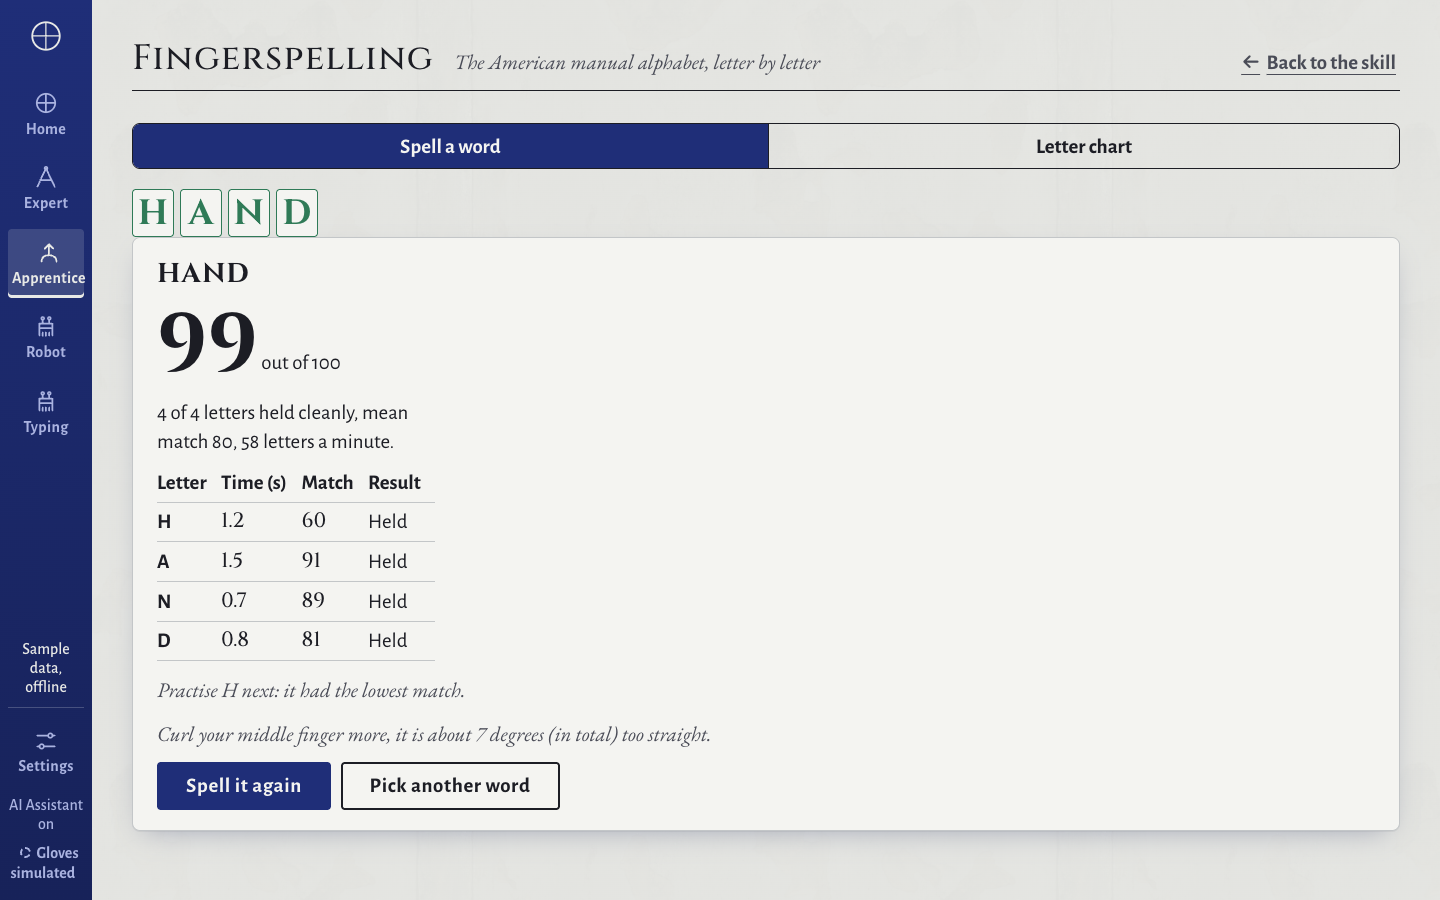 Fingerspelling The American manual alphabet, letter by letter
← Back to the skill
Home
Expert
Apprentice
Robot
Typing
Sample
data,
offline
Settings
AI Assistant
on
Gloves
simulated
Spell a word
Letter chart
H A N D
HAND
99 out of 100
4 of 4 letters held cleanly, mean
match 80, 58 letters a minute.
Letter Time (s) Match Result
H 1.2 60 Held
A 1.5 91 Held
N 0.7 89 Held
D 0.8 81 Held
Practise H next: it had the lowest match.
Curl your middle finger more, it is about 7 degrees (in total) too straight.
Spell it again
Pick another word